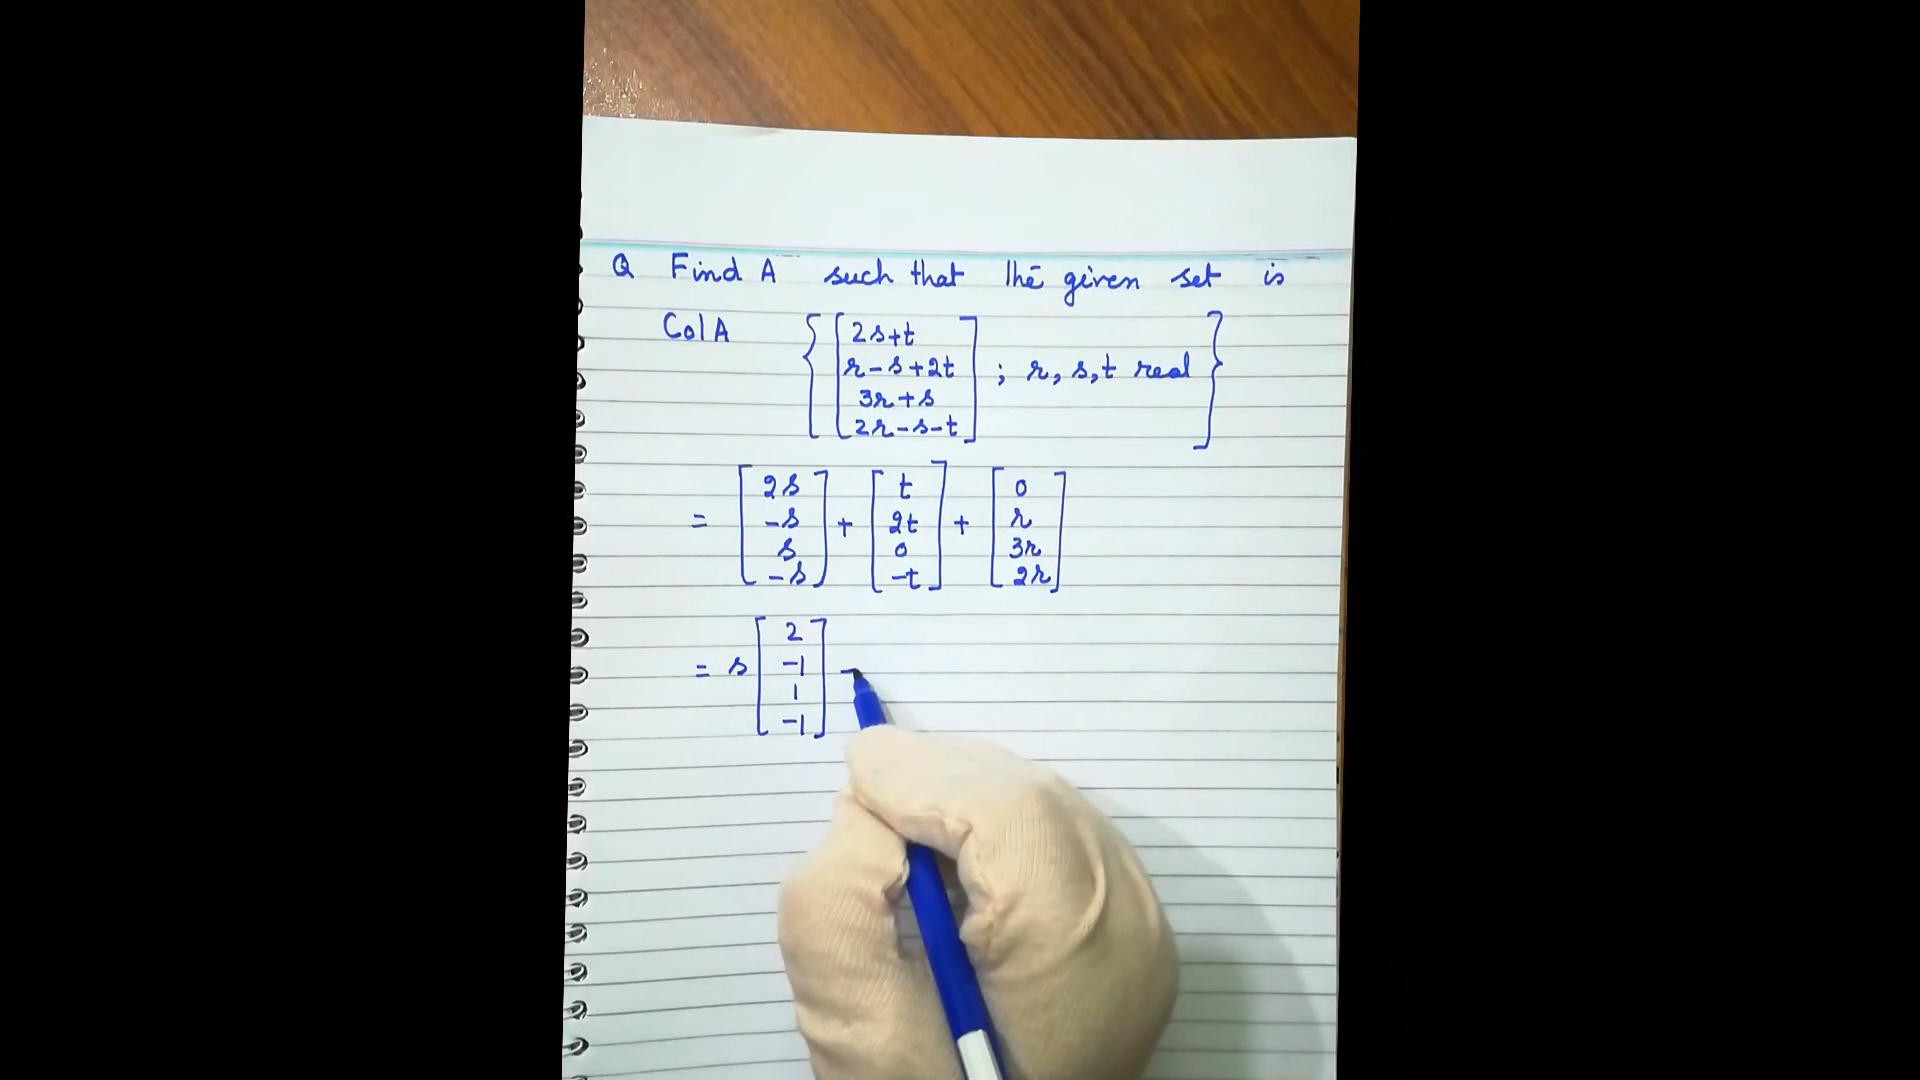 Q Find A such that the given set is
Col A { [ 2s+t
r-s+2t
3r+s
2r-s-t ] ; r, s, t real }
= [ 2s
-s
s
-s ] + [ t
2t
0
-t ] + [ 0
r
3r
2r ]
= s [ 2
-1
1
-1 ] -